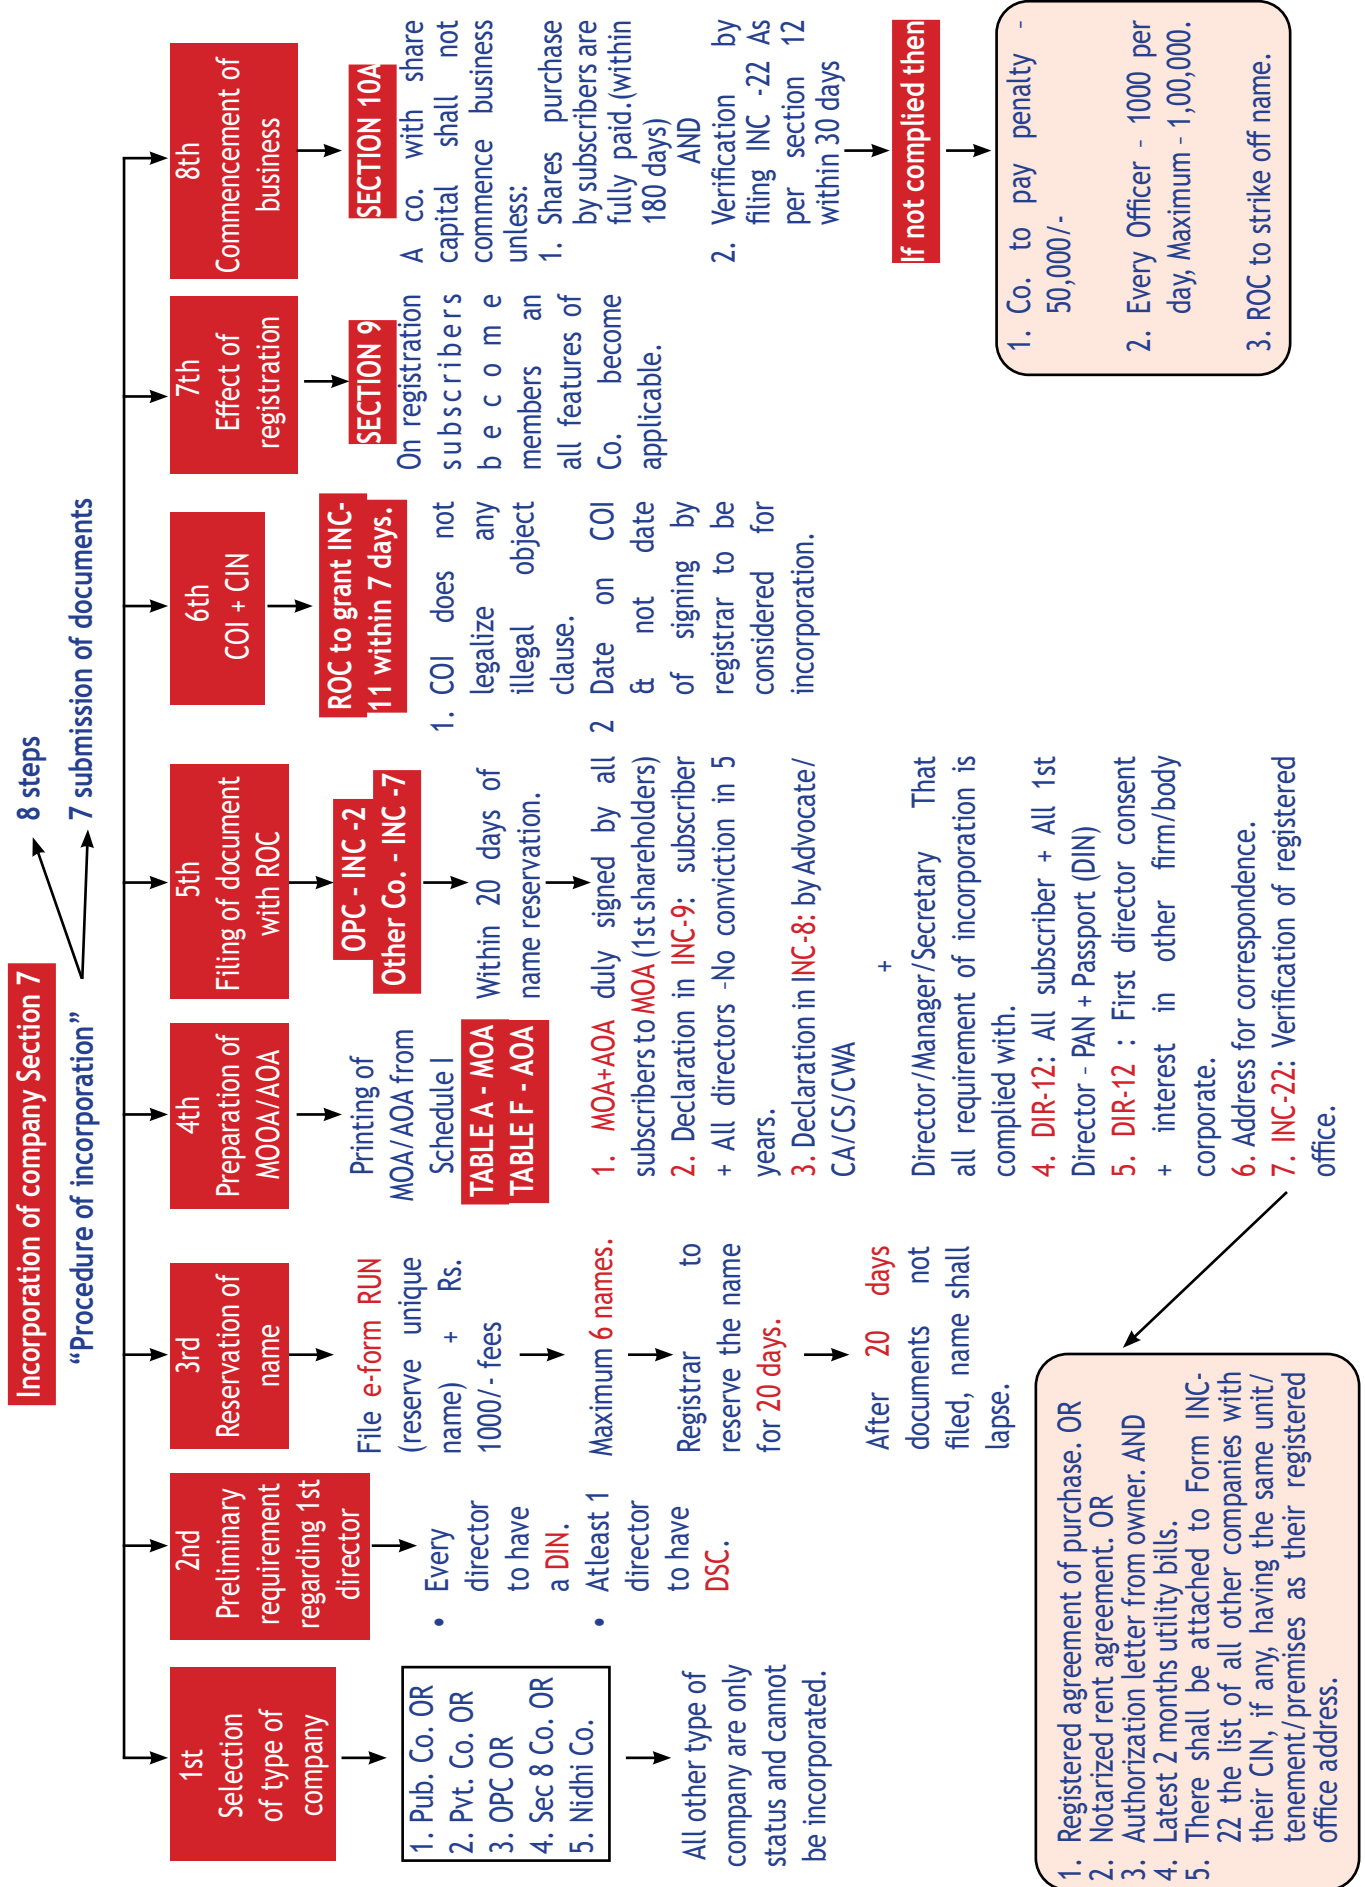 Incorporation of company Section 7
“Procedure of incorporation”
8 steps
7 submission of documents
1st
Selection
of type of
company
1. Pub. Co. OR
2. Pvt. Co. OR
3. OPC OR
4. Sec 8 Co. OR
5. Nidhi Co.
All other type of
company are only
status and cannot
be incorporated.
2nd
Preliminary
requirement
regarding 1st
director
• Every
director
to have
a DIN.
• Atleast 1
director
to have
DSC.
3rd
Reservation of
name
File e-form RUN
(reserve unique
name) + Rs.
1000/- fees
Maximum 6 names.
Registrar to
reserve the name
for 20 days.
After 20 days
documents not
filed, name shall
lapse.
4th
Preparation of
MOOA/AOA
Printing of
MOA/AOA from
Schedule I
TABLE A - MOA
TABLE F - AOA
5th
Filing of document
with ROC
OPC - INC -2
Other Co. - INC -7
Within 20 days of
name reservation.
1. MOA+AOA duly signed by all
subscribers to MOA (1st shareholders)
2. Declaration in INC-9: subscriber
+ All directors -No conviction in 5
years.
3. Declaration in INC-8: by Advocate/
CA/CS/CWA
+
Director/Manager/Secretary That
all requirement of incorporation is
complied with.
4. DIR-12: All subscriber + All 1st
Director - PAN + Passport (DIN)
5. DIR-12 : First director consent
+ interest in other firm/body
corporate.
6. Address for correspondence.
7. INC-22: Verification of registered
office.
1. Registered agreement of purchase. OR
2. Notarized rent agreement. OR
3. Authorization letter from owner. AND
4. Latest 2 months utility bills.
5. There shall be attached to Form INC-
22 the list of all other companies with
their CIN, if any, having the same unit/
tenement/premises as their registered
office address.
6th
COI + CIN
ROC to grant INC-
11 within 7 days.
1. COI does not
legalize any
illegal object
clause.
2 Date on COI
& not date
of signing by
registrar to be
considered for
incorporation.
7th
Effect of
registration
SECTION 9
On registration
subscribers
become
members an
all features of
Co. become
applicable.
8th
Commencement of
business
SECTION 10A
A co. with share
capital shall not
commence business
unless:
1. Shares purchase
by subscribers are
fully paid.(within
180 days)
AND
2. Verification by
filing INC -22 As
per section 12
within 30 days
If not complied then
1. Co. to pay penalty -
50,000/-
2. Every Officer - 1000 per
day, Maximum - 1,00,000.
3. ROC to strike off name.